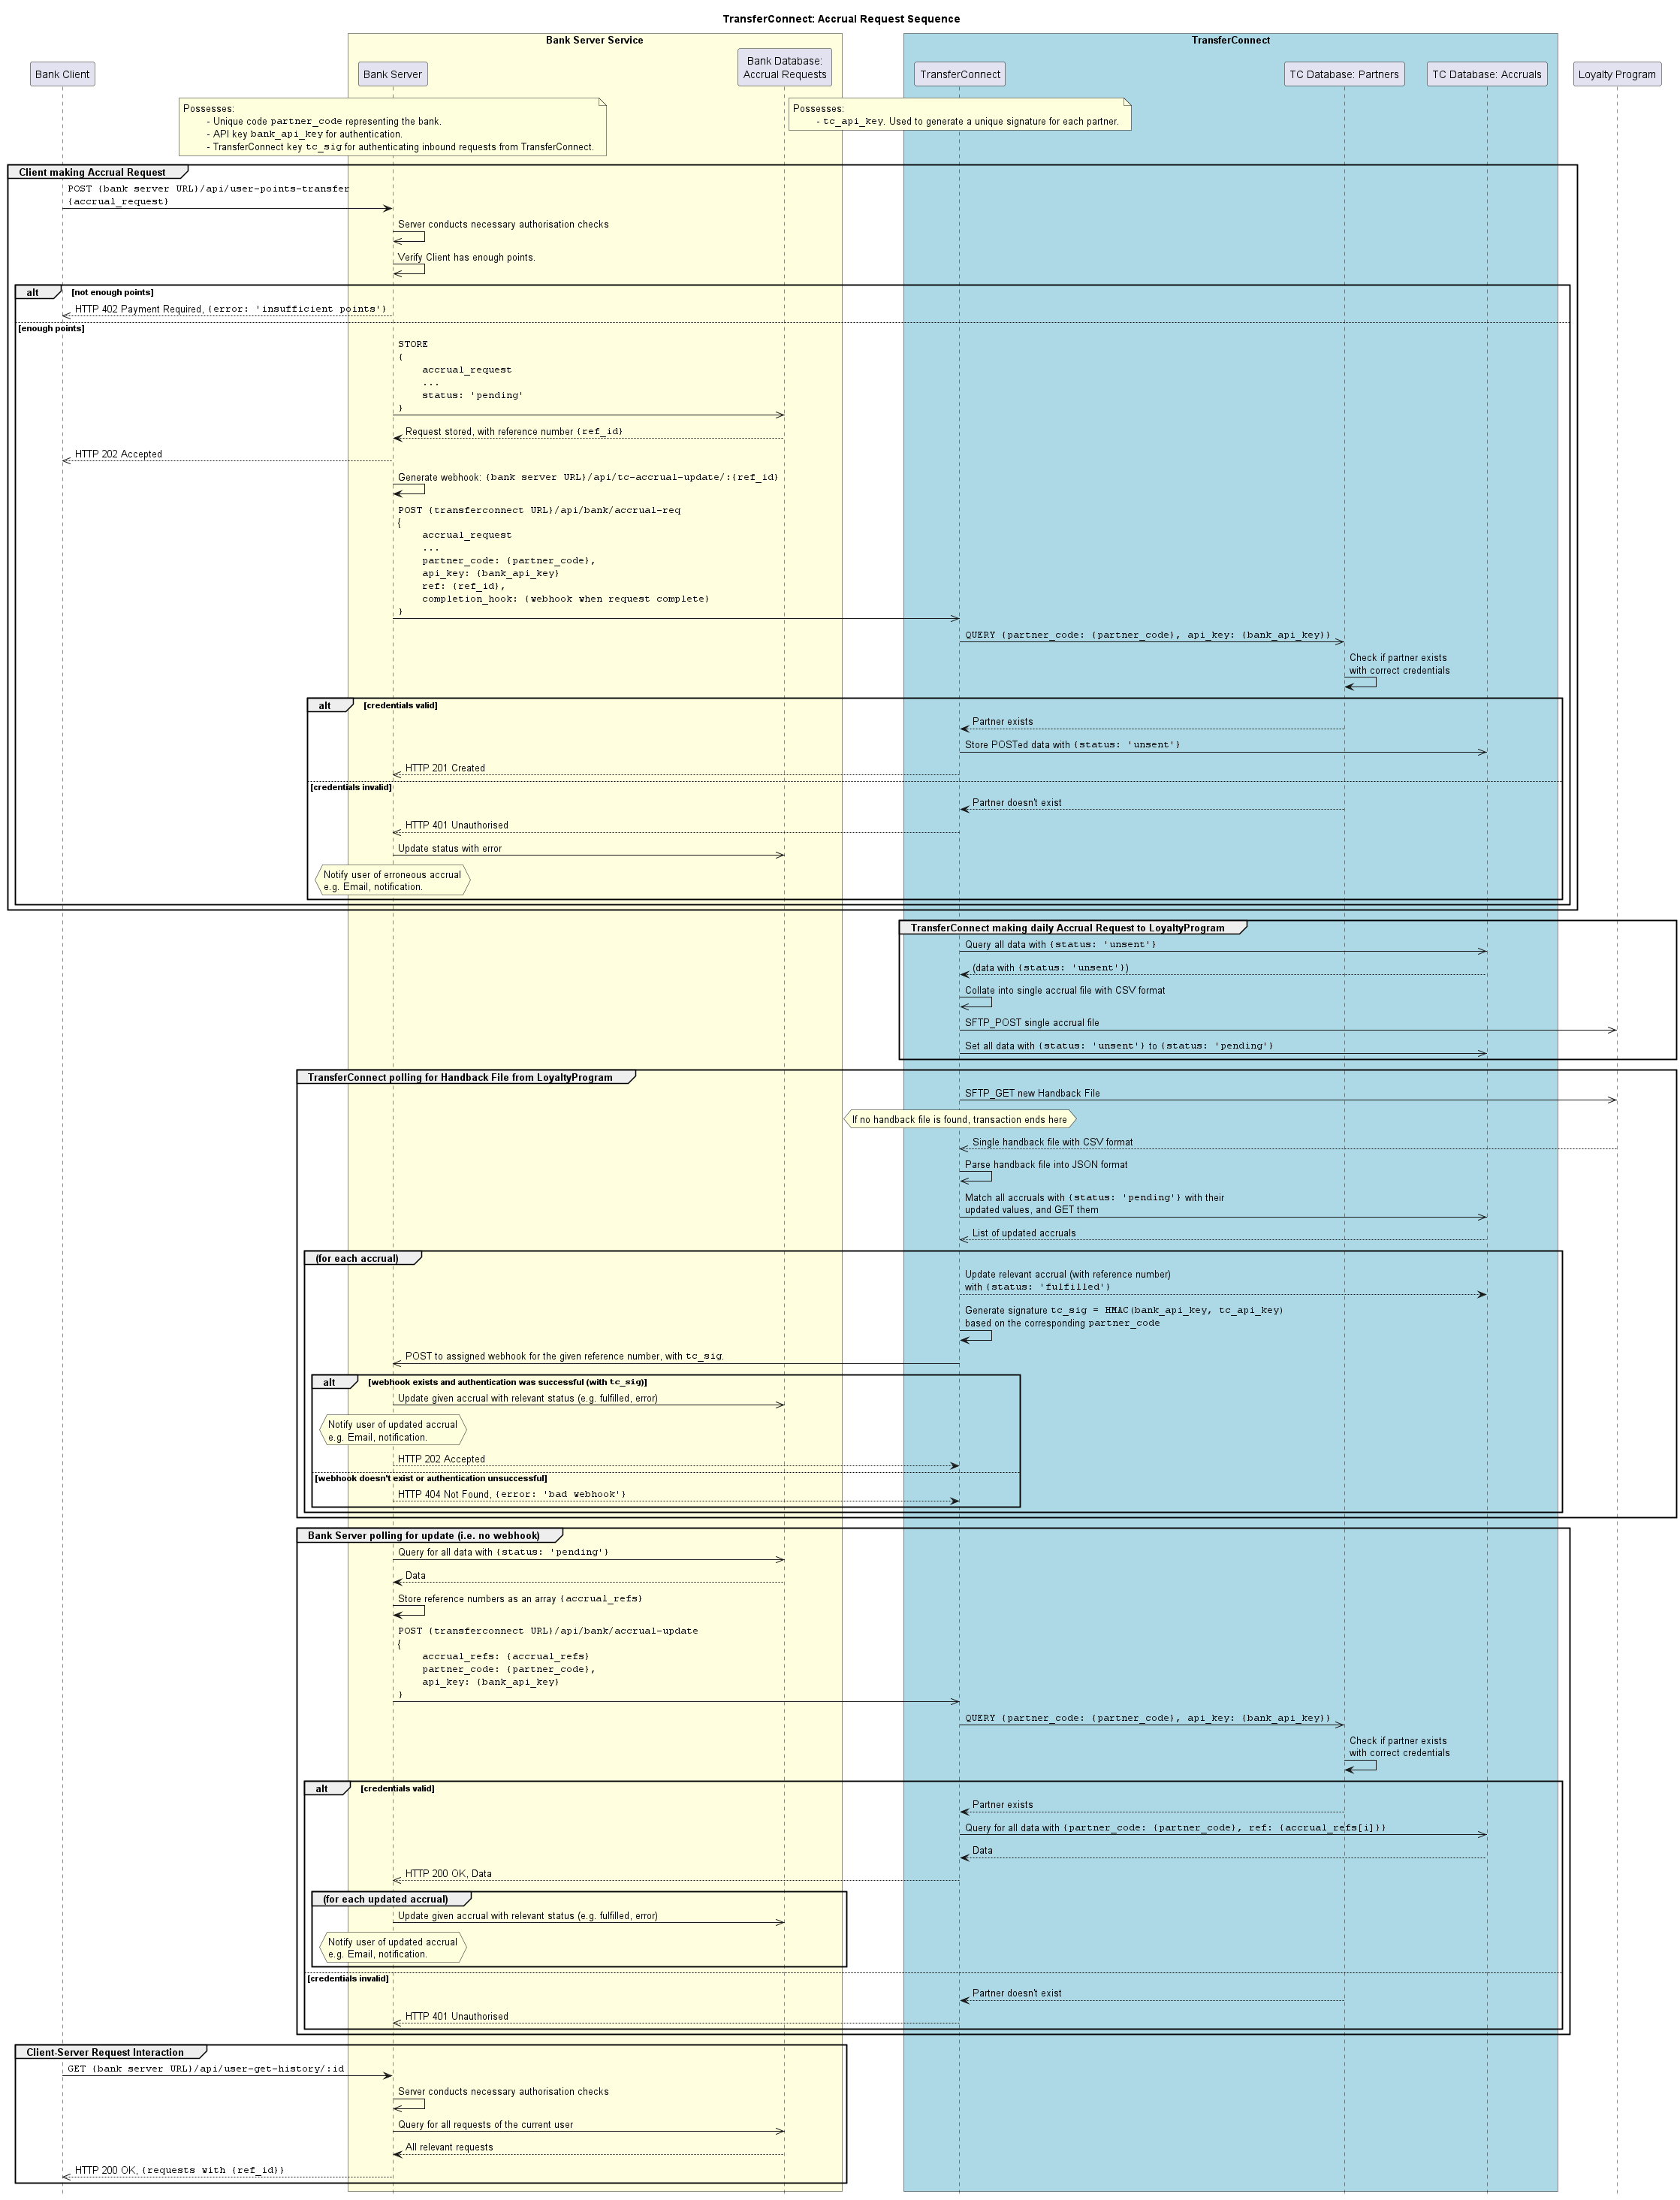 TransferConnect: Accrual Request Sequence
Bank Server Service
TransferConnect
Bank Client
Bank Server
Bank Database:
Accrual Requests
TransferConnect
TC Database: Partners
TC Database: Accruals
Loyalty Program
Possesses:
- Unique code partner_code representing the bank.
- API key bank_api_key for authentication.
- TransferConnect key tc_sig for authenticating inbound requests from TransferConnect.
Possesses:
- tc_api_key. Used to generate a unique signature for each partner.
Client making Accrual Request
POST {bank server URL}/api/user-points-transfer
{accrual_request}
Server conducts necessary authorisation checks
Verify Client has enough points.
alt
[not enough points]
HTTP 402 Payment Required, {error: 'insufficient points'}
[enough points]
STORE
{
accrual_request
...
status: 'pending'
}
Request stored, with reference number {ref_id}
HTTP 202 Accepted
Generate webhook: {bank server URL}/api/tc-accrual-update/:{ref_id}
POST {transferconnect URL}/api/bank/accrual-req
{
accrual_request
...
partner_code: {partner_code},
api_key: {bank_api_key}
ref: {ref_id},
completion_hook: {webhook when request complete}
}
QUERY {partner_code: {partner_code}, api_key: {bank_api_key}}
Check if partner exists
with correct credentials
alt
[credentials valid]
Partner exists
Store POSTed data with {status: 'unsent'}
HTTP 201 Created
[credentials invalid]
Partner doesn't exist
HTTP 401 Unauthorised
Update status with error
Notify user of erroneous accrual
e.g. Email, notification.
TransferConnect making daily Accrual Request to LoyaltyProgram
Query all data with {status: 'unsent'}
(data with {status: 'unsent'})
Collate into single accrual file with CSV format
SFTP_POST single accrual file
Set all data with {status: 'unsent'} to {status: 'pending'}
TransferConnect polling for Handback File from LoyaltyProgram
SFTP_GET new Handback File
If no handback file is found, transaction ends here
Single handback file with CSV format
Parse handback file into JSON format
Match all accruals with {status: 'pending'} with their
updated values, and GET them
List of updated accruals
(for each accrual)
Update relevant accrual (with reference number)
with {status: 'fulfilled'}
Generate signature tc_sig = HMAC(bank_api_key, tc_api_key)
based on the corresponding partner_code
POST to assigned webhook for the given reference number, with tc_sig.
alt
[webhook exists and authentication was successful (with tc_sig)]
Update given accrual with relevant status (e.g. fulfilled, error)
Notify user of updated accrual
e.g. Email, notification.
HTTP 202 Accepted
[webhook doesn't exist or authentication unsuccessful]
HTTP 404 Not Found, {error: 'bad webhook'}
Bank Server polling for update (i.e. no webhook)
Query for all data with {status: 'pending'}
Data
Store reference numbers as an array {accrual_refs}
POST {transferconnect URL}/api/bank/accrual-update
{
accrual_refs: {accrual_refs}
partner_code: {partner_code},
api_key: {bank_api_key}
}
QUERY {partner_code: {partner_code}, api_key: {bank_api_key}}
Check if partner exists
with correct credentials
alt
[credentials valid]
Partner exists
Query for all data with {partner_code: {partner_code}, ref: {accrual_refs[i]}}
Data
HTTP 200 OK, Data
(for each updated accrual)
Update given accrual with relevant status (e.g. fulfilled, error)
Notify user of updated accrual
e.g. Email, notification.
[credentials invalid]
Partner doesn't exist
HTTP 401 Unauthorised
Client-Server Request Interaction
GET {bank server URL}/api/user-get-history/:id
Server conducts necessary authorisation checks
Query for all requests of the current user
All relevant requests
HTTP 200 OK, {requests with {ref_id}}